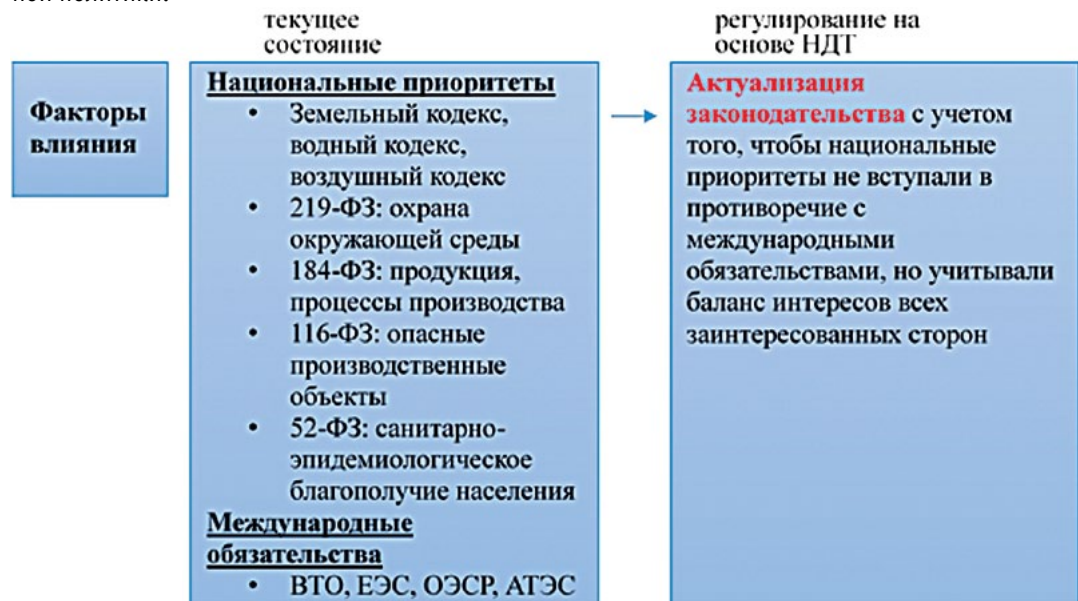 текущее
состояние
регулирование на
основе НДТ
Факторы
влияния
Национальные приоритеты
• Земельный кодекс,
водный кодекс,
воздушный кодекс
• 219-ФЗ: охрана
окружающей среды
• 184-ФЗ: продукция,
процессы производства
• 116-ФЗ: опасные
производственные
объекты
• 52-ФЗ: санитарно-
эпидемиологическое
благополучие населения
Международные
обязательства
• ВТО, ЕЭС, ОЭСР, АТЭС
Актуализация
законодательства с учетом
того, чтобы национальные
приоритеты не вступали в
противоречие с
международными
обязательствами, но учитывали
баланс интересов всех
заинтересованных сторон